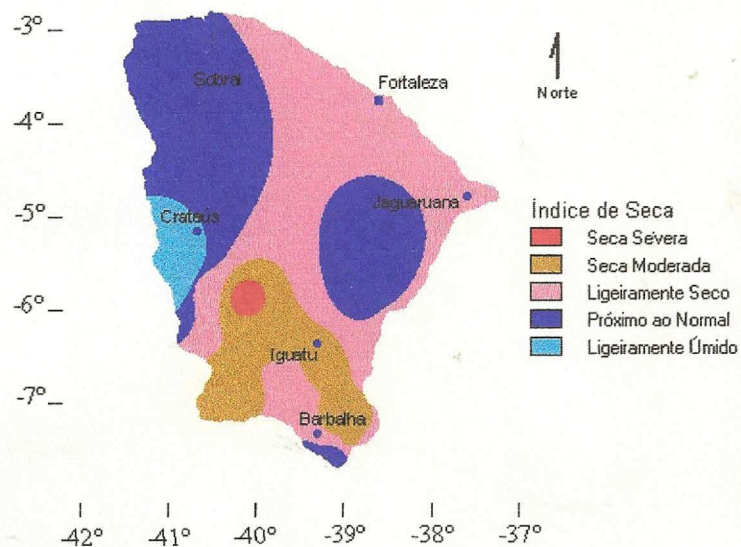 -3°
-4°
-5°
-6°
-7°
Sobral
Fortaleza
Norte
Jaguaruana
Crateús
Iguatu
Barbalha
Índice de Seca
Seca Severa
Seca Moderada
Ligeiramente Seco
Próximo ao Normal
Ligeiramente Úmido
-42° -41° -40° -39° -38° -37°